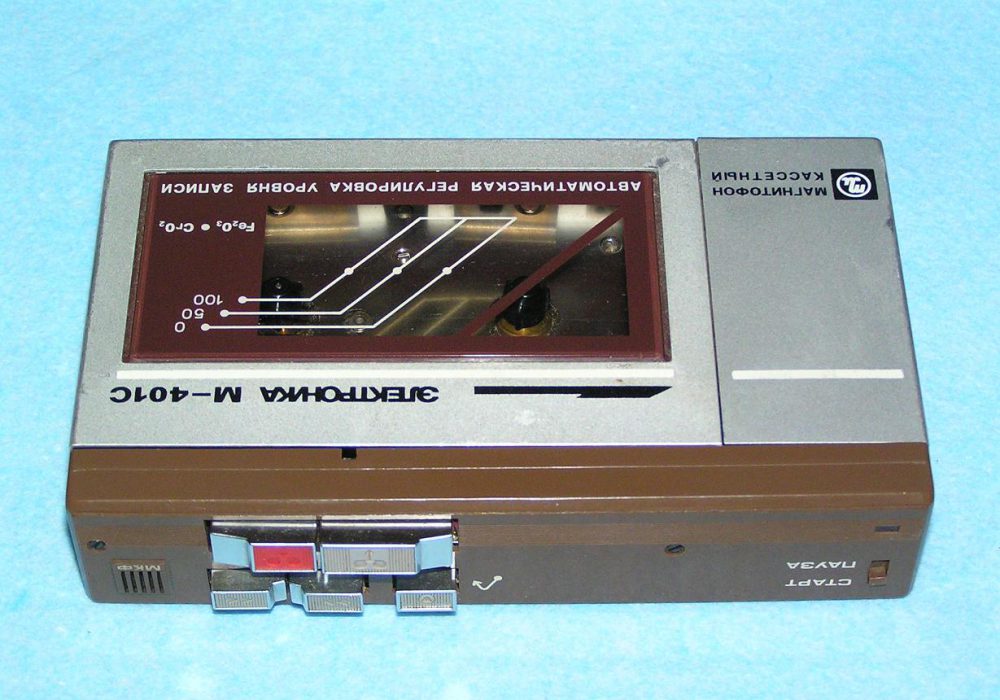 МАГНИТОФОН
КАССЕТНЫЙ
АВТОМАТИЧЕСКАЯ РЕГУЛИРОВКА УРОВНЯ ЗАПИСИ
Fe₂O₃ ● CrO₂
100
50
0
ЭЛЕКТРОНИКА М-401С
МКФ
СТАРТ
ПАУЗА